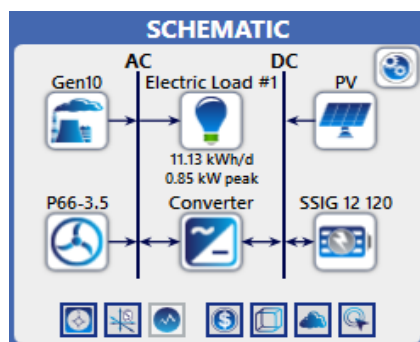 SCHEMATIC
AC DC
Gen10 Electric Load #1 PV
11.13 kWh/d
0.85 kW peak
P66-3.5 Converter SSIG 12 120